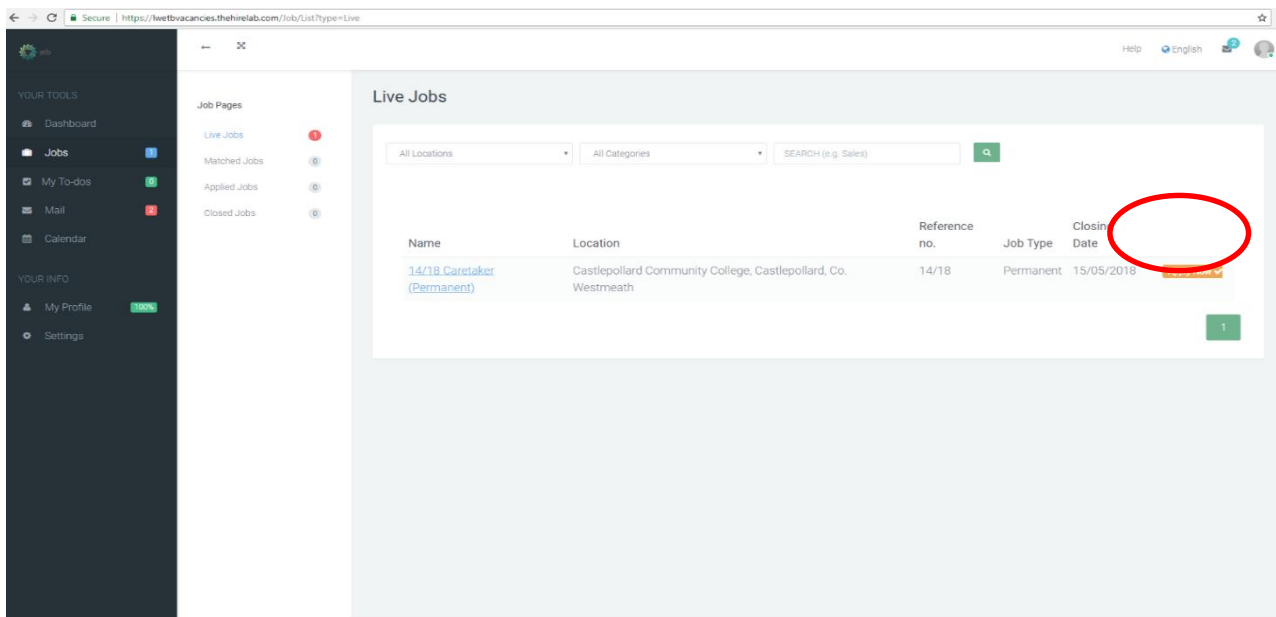 Secure | https://lwetbvacancies.thehirelab.com/Job/List?type=Live
Help English 2
YOUR TOOLS
Dashboard
Jobs 1
My To-dos 0
Mail 2
Calendar
YOUR INFO
My Profile 100%
Settings
Job Pages
Live Jobs 1
Matched Jobs 0
Applied Jobs 0
Closed Jobs 0
Live Jobs
All Locations All Categories SEARCH (e.g. Sales)
Name Location Reference no. Job Type Closing Date
14/18 Caretaker (Permanent) Castlepollard Community College, Castlepollard, Co. Westmeath 14/18 Permanent 15/05/2018
1